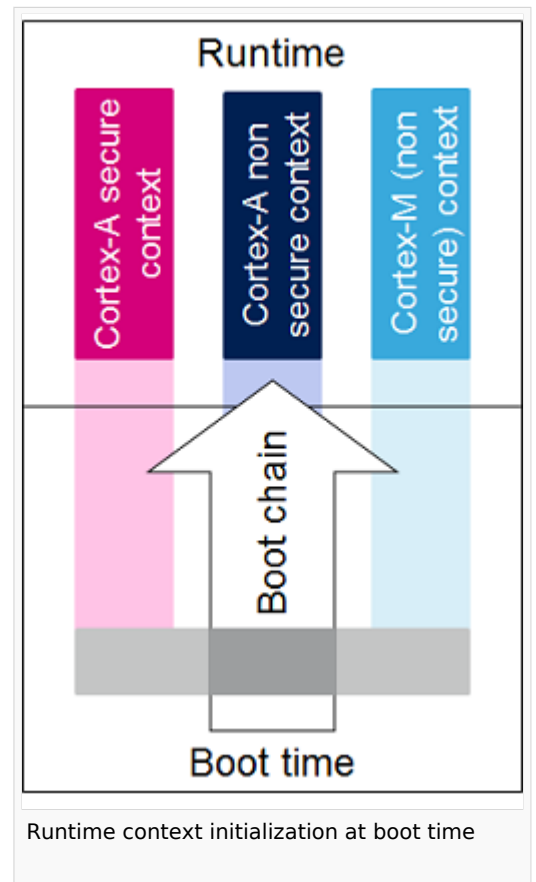 Runtime
Cortex-A secure
context
Cortex-A non
secure context
Cortex-M (non
secure) context
Boot chain
Boot time
Runtime context initialization at boot time